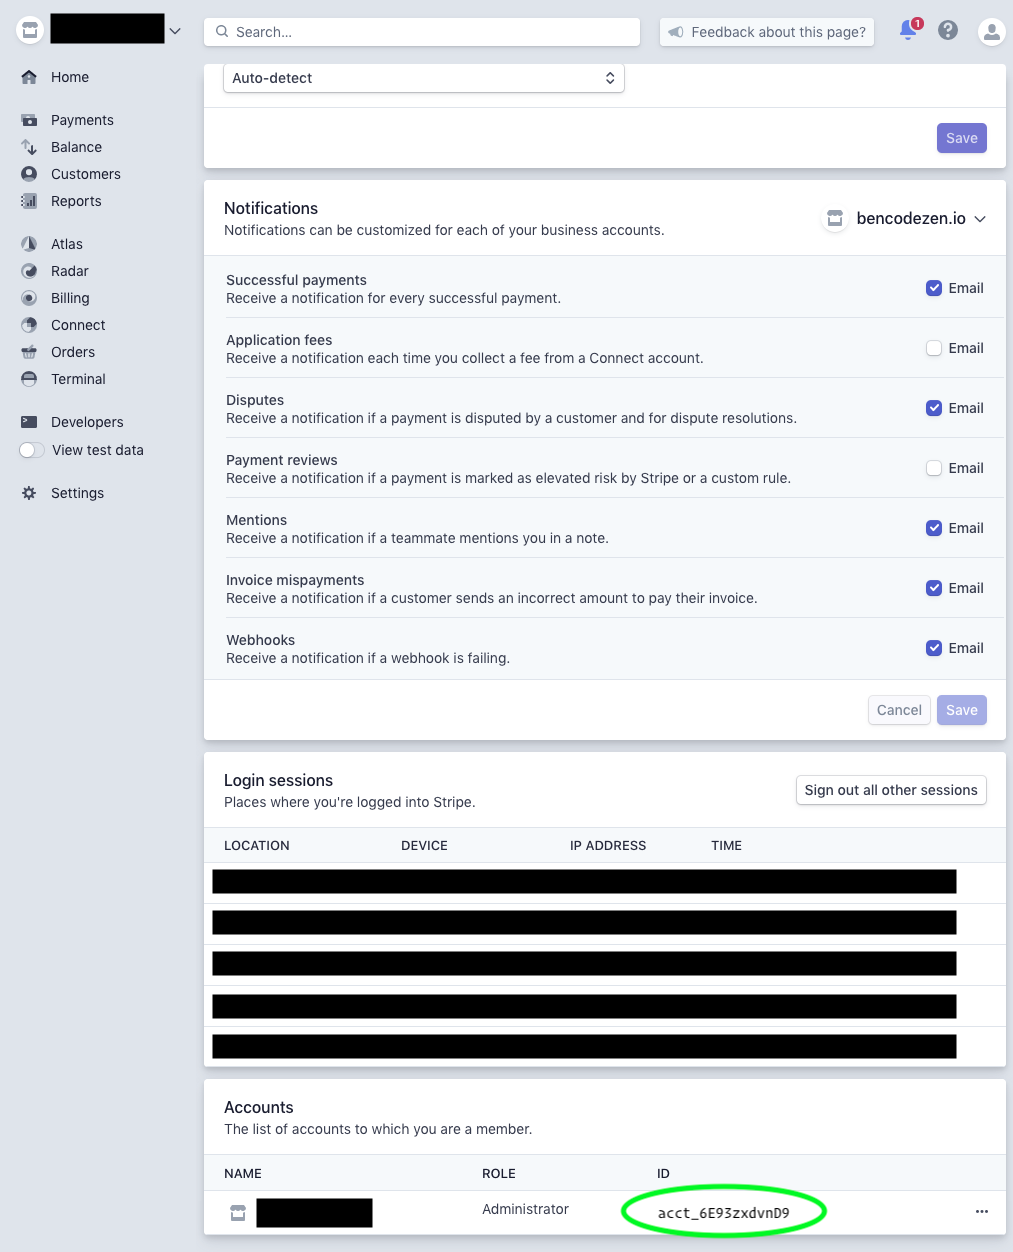 Search...
Feedback about this page?
1
?
Home
Payments
Balance
Customers
Reports
Atlas
Radar
Billing
Connect
Orders
Terminal
Developers
View test data
Settings
Auto-detect
Save
Notifications
Notifications can be customized for each of your business accounts.
bencodezen.io
Successful payments
Receive a notification for every successful payment.
Email
Application fees
Receive a notification each time you collect a fee from a Connect account.
Email
Disputes
Receive a notification if a payment is disputed by a customer and for dispute resolutions.
Email
Payment reviews
Receive a notification if a payment is marked as elevated risk by Stripe or a custom rule.
Email
Mentions
Receive a notification if a teammate mentions you in a note.
Email
Invoice mispayments
Receive a notification if a customer sends an incorrect amount to pay their invoice.
Email
Webhooks
Receive a notification if a webhook is failing.
Email
Cancel
Save
Login sessions
Places where you're logged into Stripe.
Sign out all other sessions
LOCATION DEVICE IP ADDRESS TIME
Accounts
The list of accounts to which you are a member.
NAME ROLE ID
Administrator acct_6E93zxdvnD9